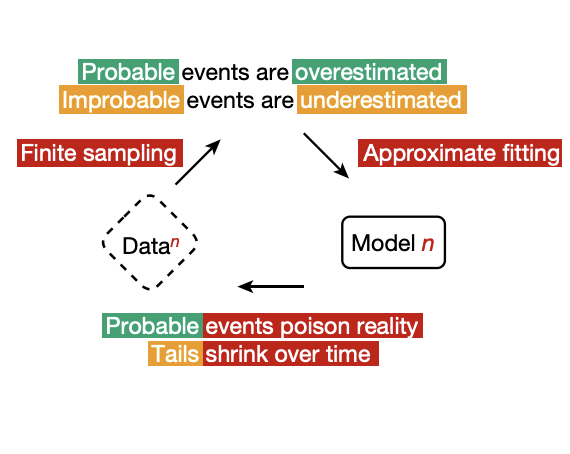 Probable events are overestimated
Improbable events are underestimated
Finite sampling
Approximate fitting
Dataⁿ
Model n
Probable events poison reality
Tails shrink over time